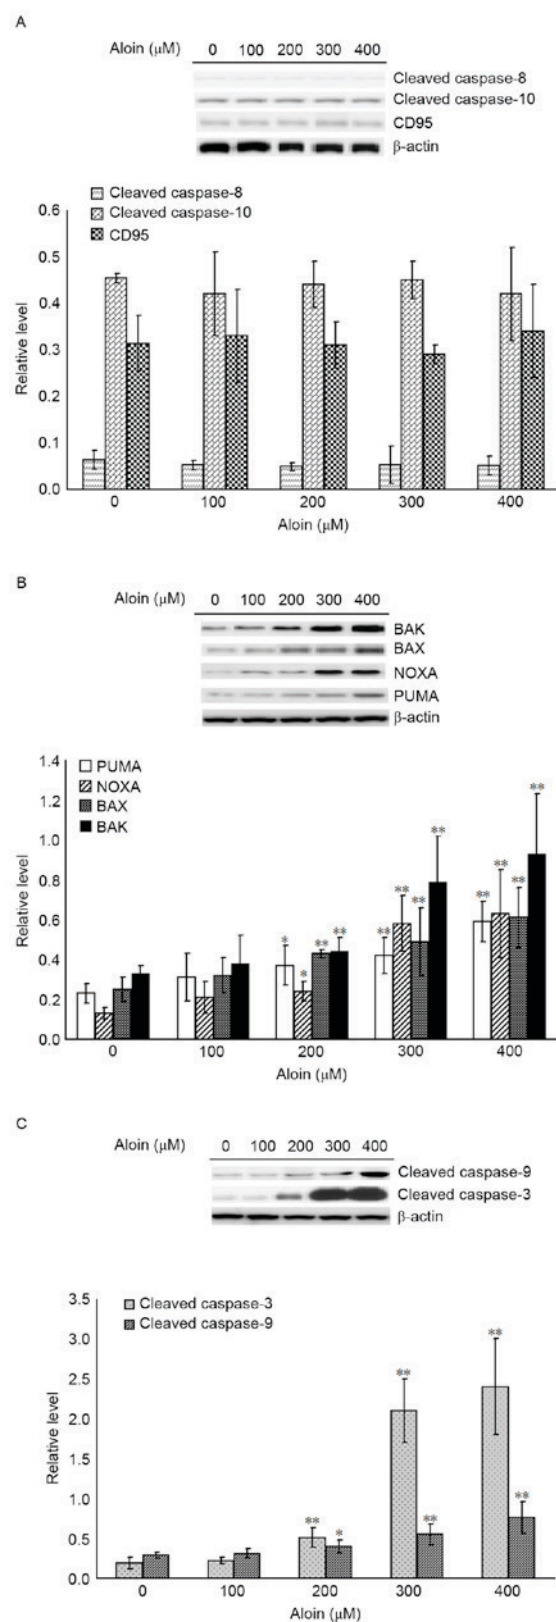 A
Aloin (μM) 0 100 200 300 400
Cleaved caspase-8
Cleaved caspase-10
CD95
β-actin
Cleaved caspase-8
Cleaved caspase-10
CD95
0.6
0.5
0.4
0.3
0.2
0.1
0.0
Relative level
0 100 200 300 400
Aloin (μM)
B
Aloin (μM) 0 100 200 300 400
BAK
BAX
NOXA
PUMA
β-actin
PUMA
NOXA
BAX
BAK
1.4
1.2
1.0
0.8
0.6
0.4
0.2
0.0
Relative level
* * ** **
** ** ** **
** ** ** **
0 100 200 300 400
Aloin (μM)
C
Aloin (μM) 0 100 200 300 400
Cleaved caspase-9
Cleaved caspase-3
β-actin
Cleaved caspase-3
Cleaved caspase-9
3.5
3.0
2.5
2.0
1.5
1.0
0.5
0.0
Relative level
** *
** **
** **
0 100 200 300 400
Aloin (μM)